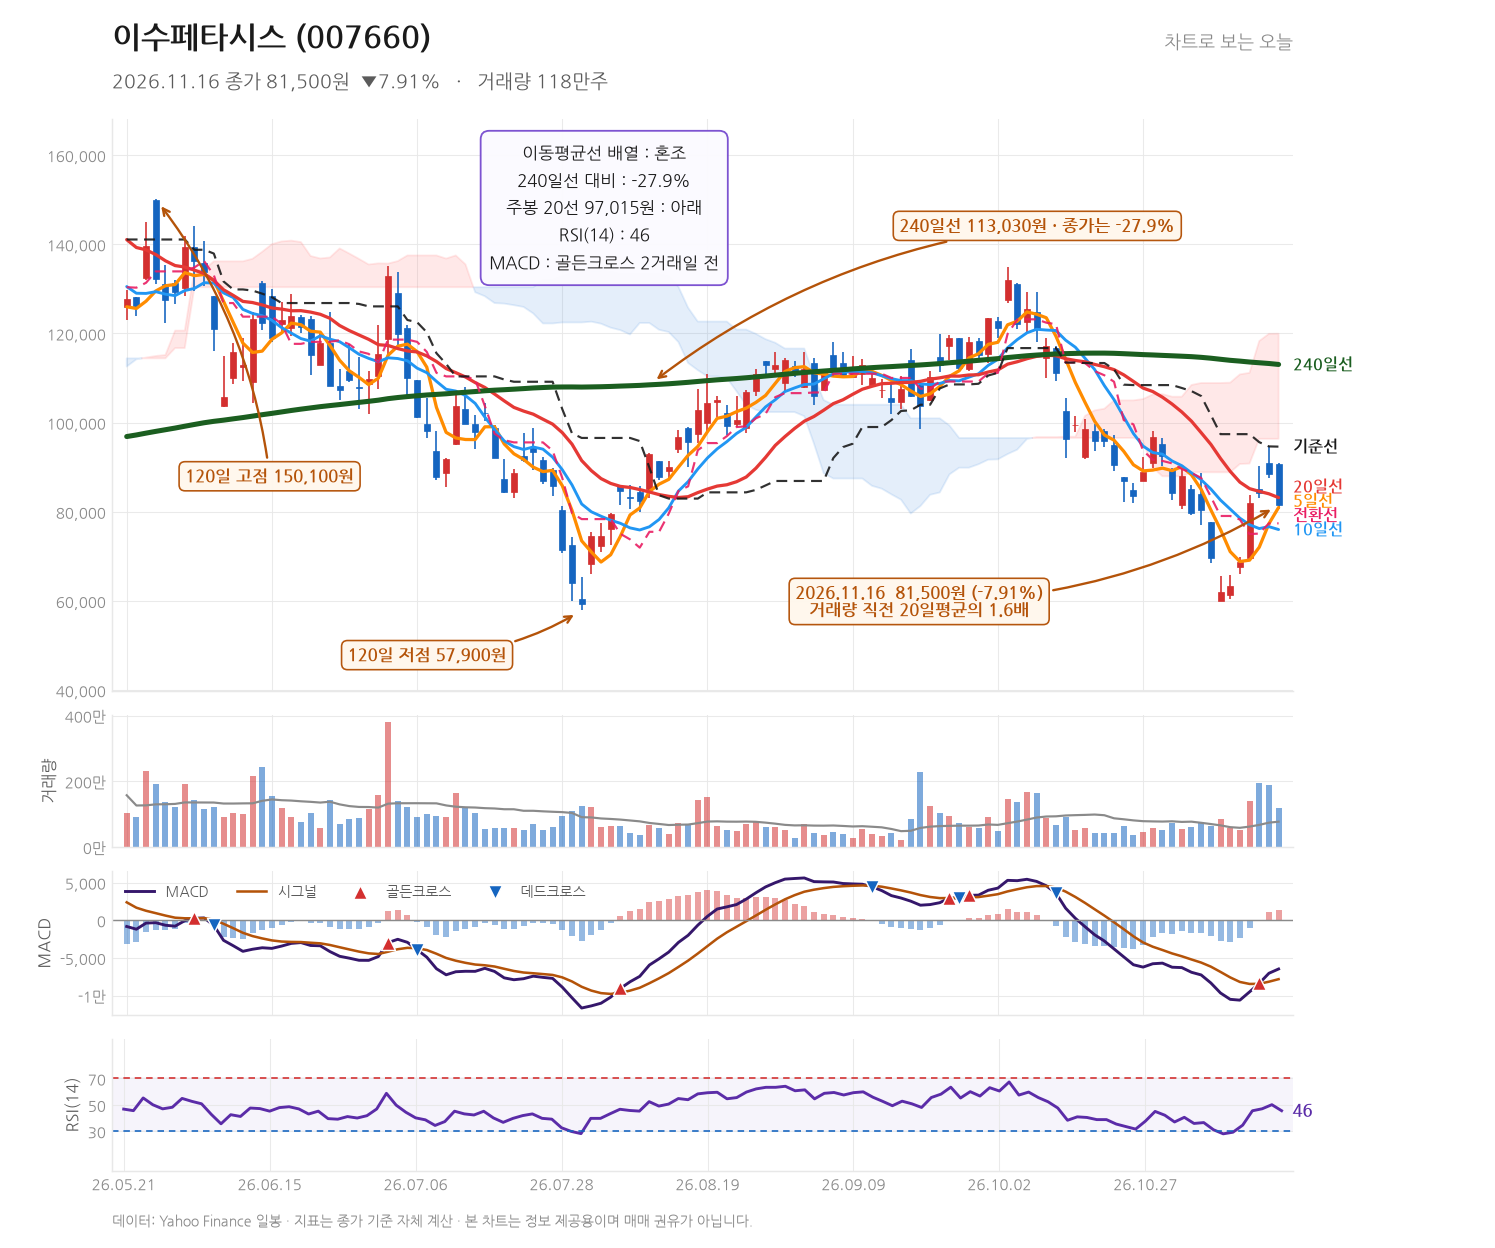 이수페타시스 (007660)
차트로 보는 오늘
2026.11.16 종가 81,500원 ▼7.91% · 거래량 118만주
이동평균선 배열 : 혼조
240일선 대비 : -27.9%
주봉 20선 97,015원 : 아래
RSI(14) : 46
MACD : 골든크로스 2거래일 전
240일선 113,030원 · 종가는 -27.9%
120일 고점 150,100원
2026.11.16 81,500원 (-7.91%)
거래량 직전 20일평균의 1.6배
120일 저점 57,900원
160,000
140,000
120,000
100,000
80,000
60,000
40,000
240일선
기준선
20일선
5일선
전환선
10일선
거래량
400만
200만
0만
MACD
MACD
시그널
골든크로스
데드크로스
5,000
0
-5,000
-1만
RSI(14)
70
50
30
46
26.05.21
26.06.15
26.07.06
26.07.28
26.08.19
26.09.09
26.10.02
26.10.27
데이터: Yahoo Finance 일봉 · 지표는 종가 기준 자체 계산 · 본 차트는 정보 제공용이며 매매 권유가 아닙니다.